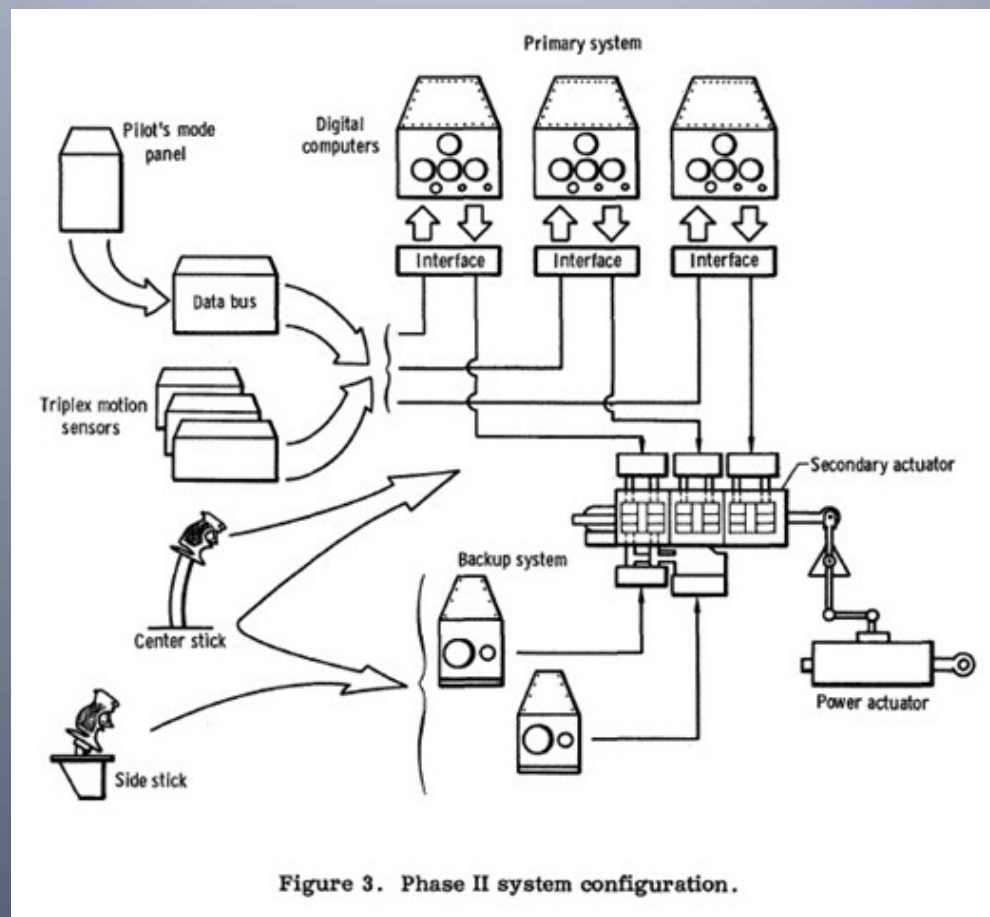 Primary system
Pilot's mode
panel
Digital
computers
Interface
Interface
Interface
Data bus
Triplex motion
sensors
Secondary actuator
Backup system
Center stick
Power actuator
Side stick
Figure 3. Phase II system configuration.